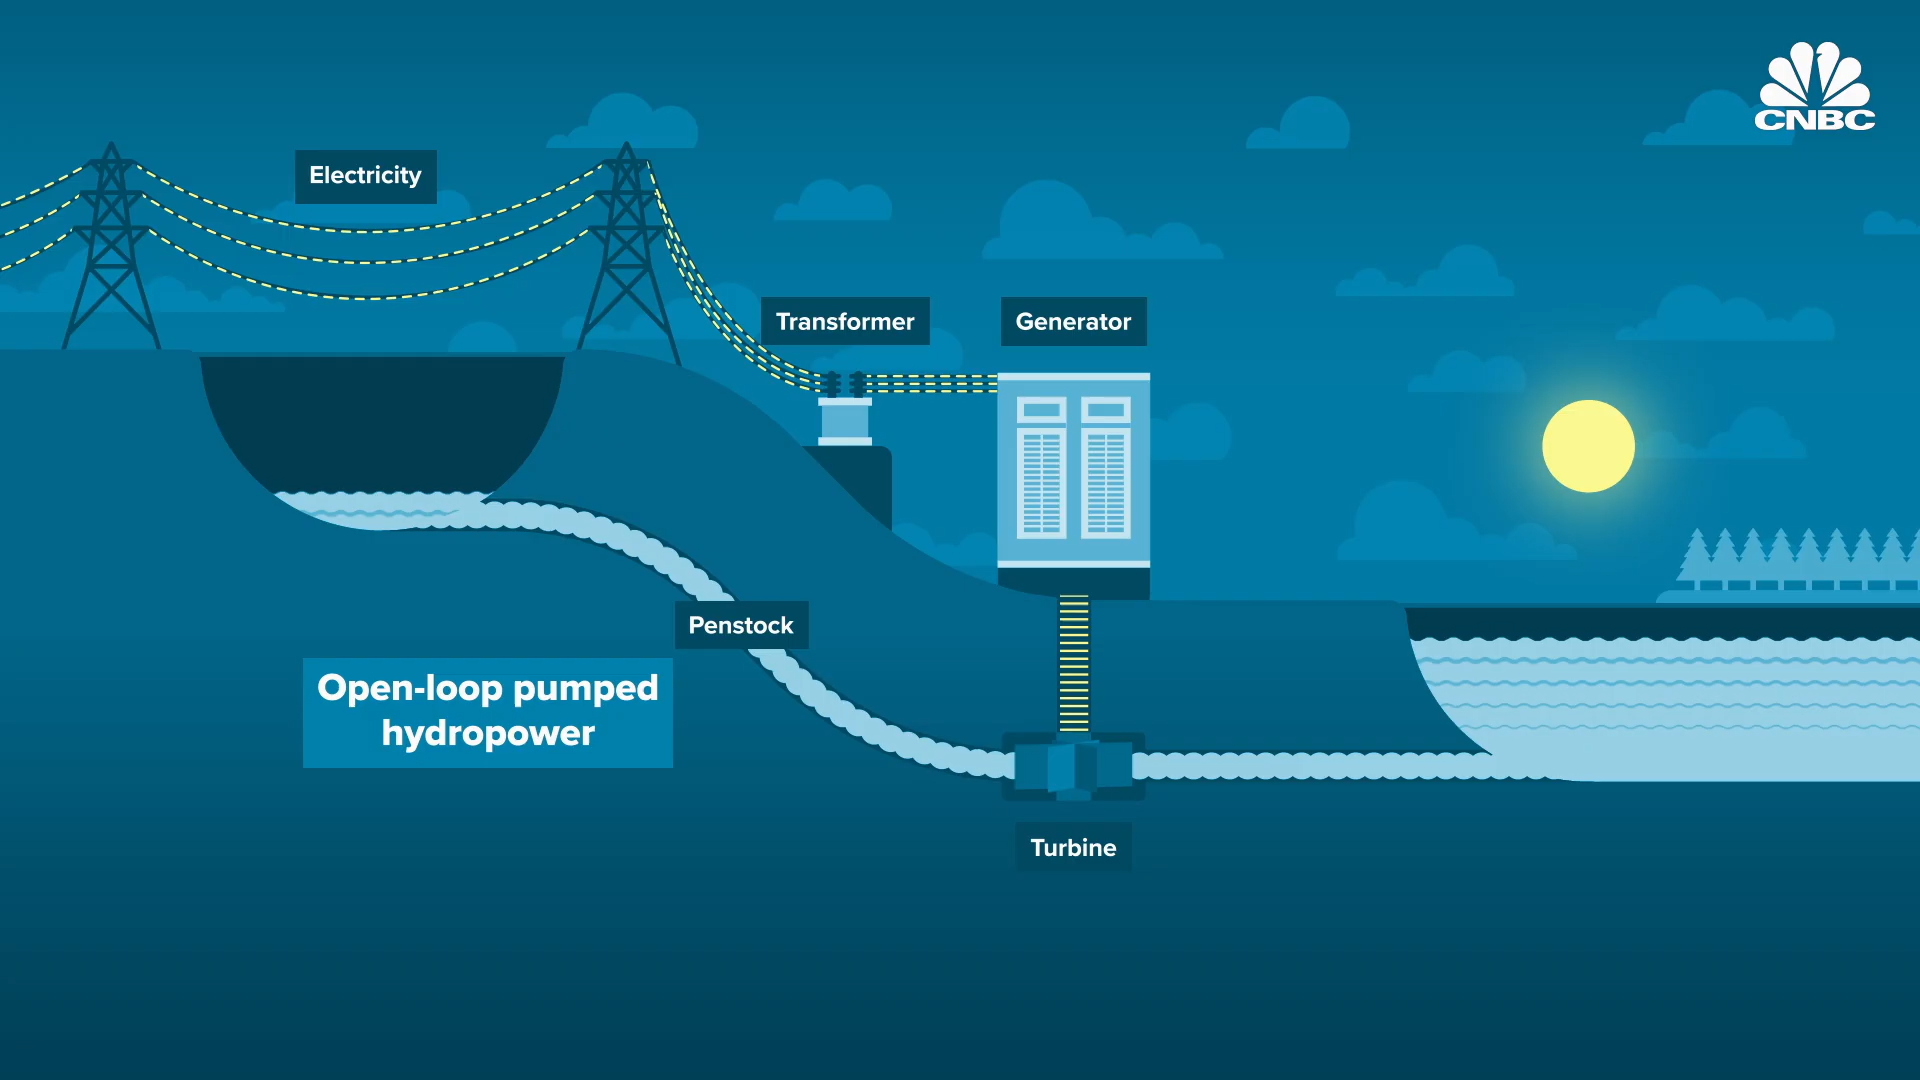 CNBC
Electricity
Transformer
Generator
Penstock
Open-loop pumped
hydropower
Turbine